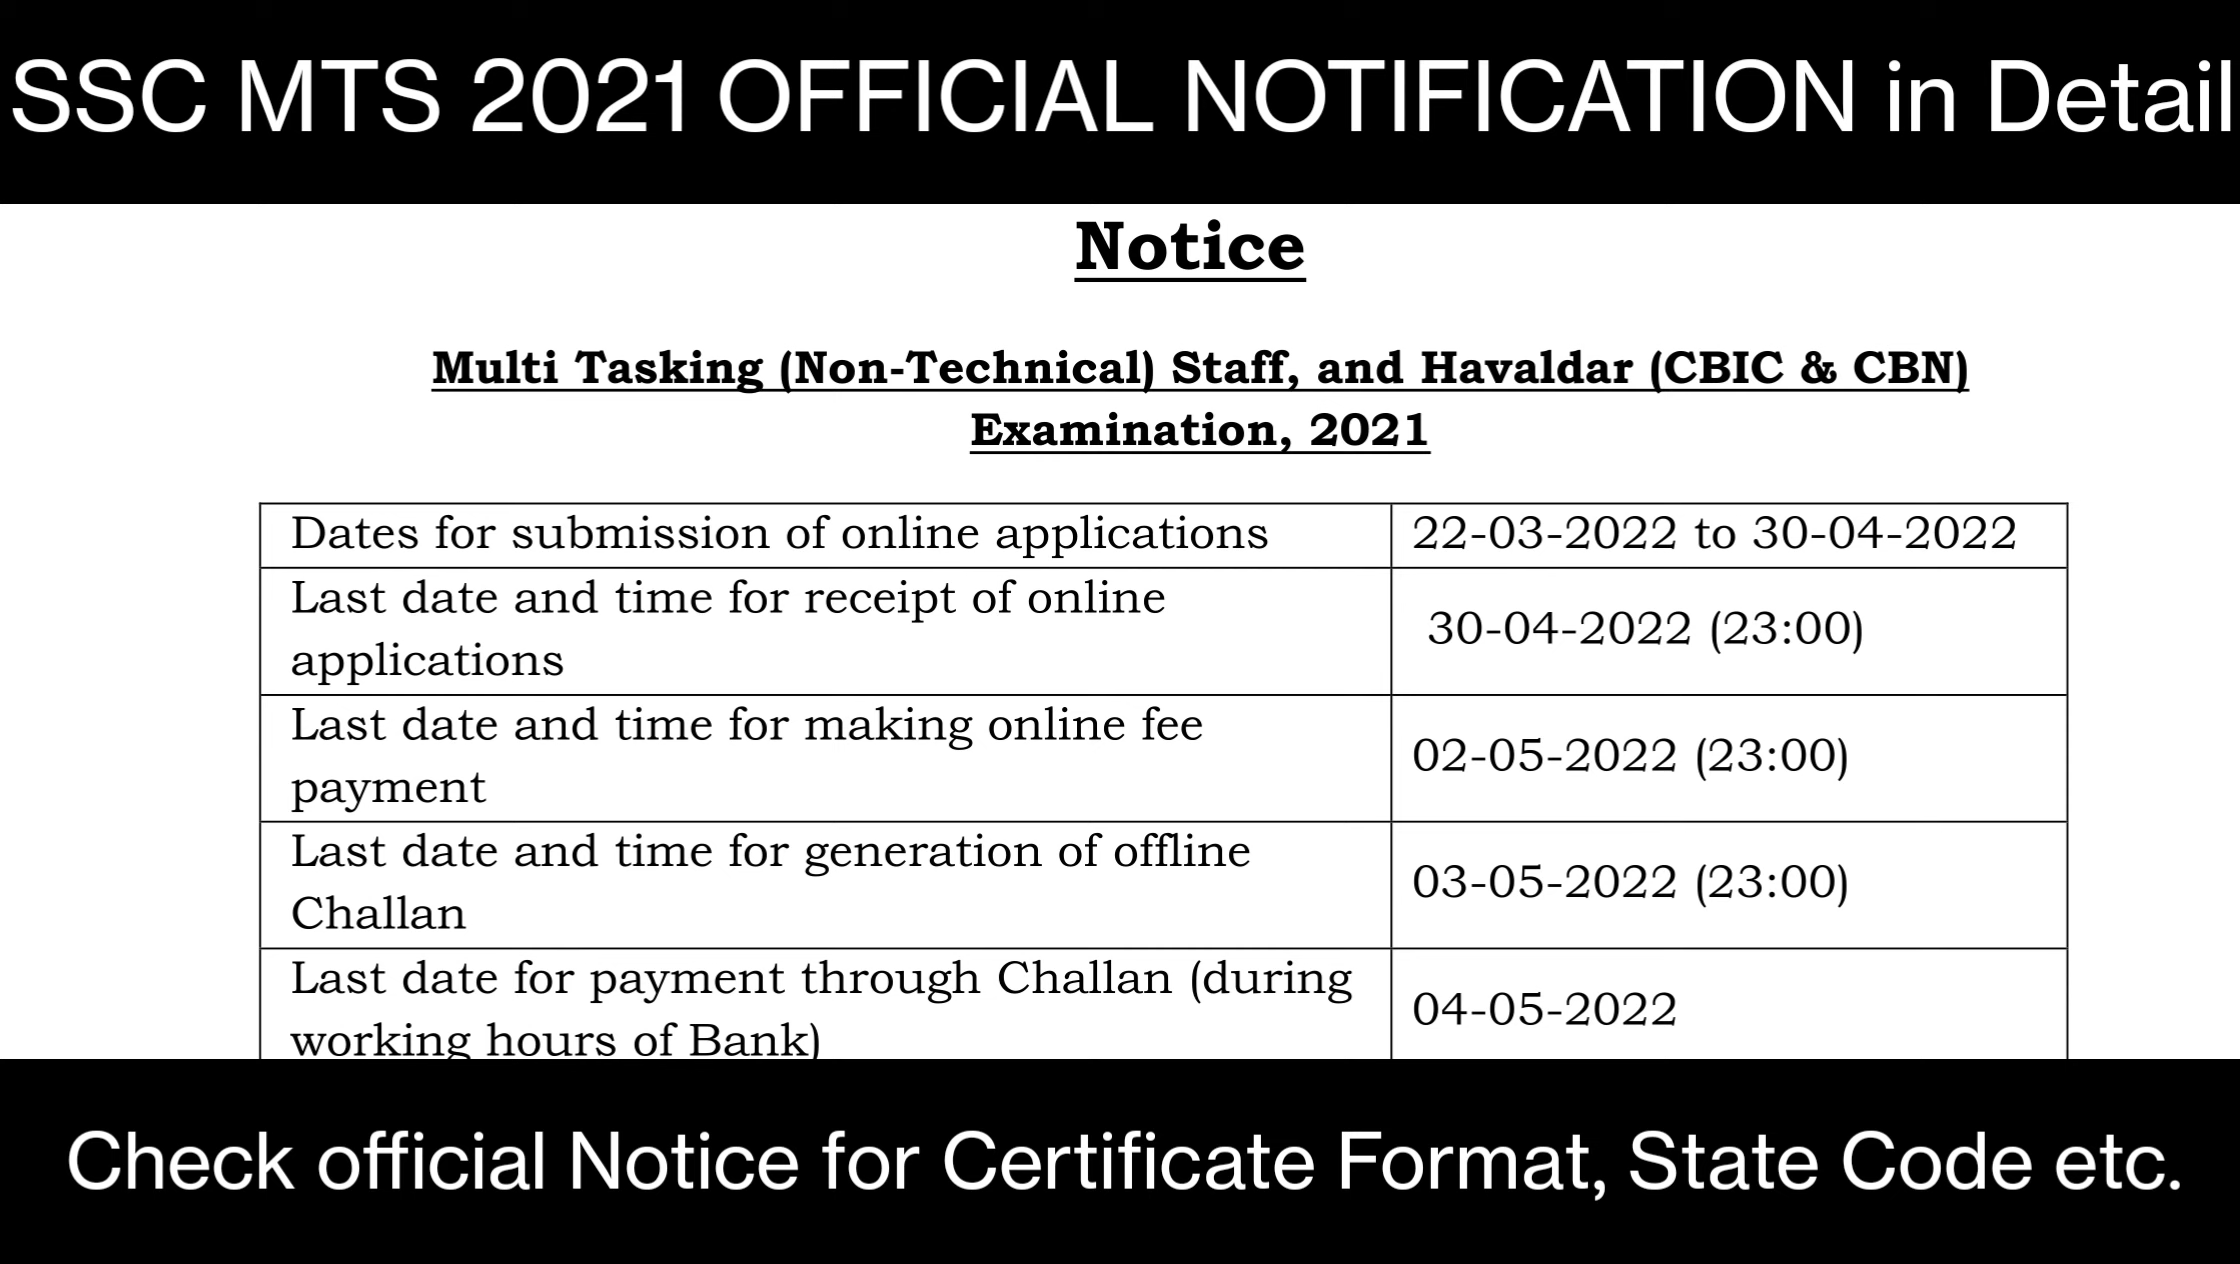 SSC MTS 2021 OFFICIAL NOTIFICATION in Detail
Notice
Multi Tasking (Non-Technical) Staff, and Havaldar (CBIC & CBN)
Examination, 2021
Dates for submission of online applications
22-03-2022 to 30-04-2022
Last date and time for receipt of online
applications
30-04-2022 (23:00)
Last date and time for making online fee
payment
02-05-2022 (23:00)
Last date and time for generation of offline
Challan
03-05-2022 (23:00)
Last date for payment through Challan (during
working hours of Bank)
04-05-2022
Check official Notice for Certificate Format, State Code etc.